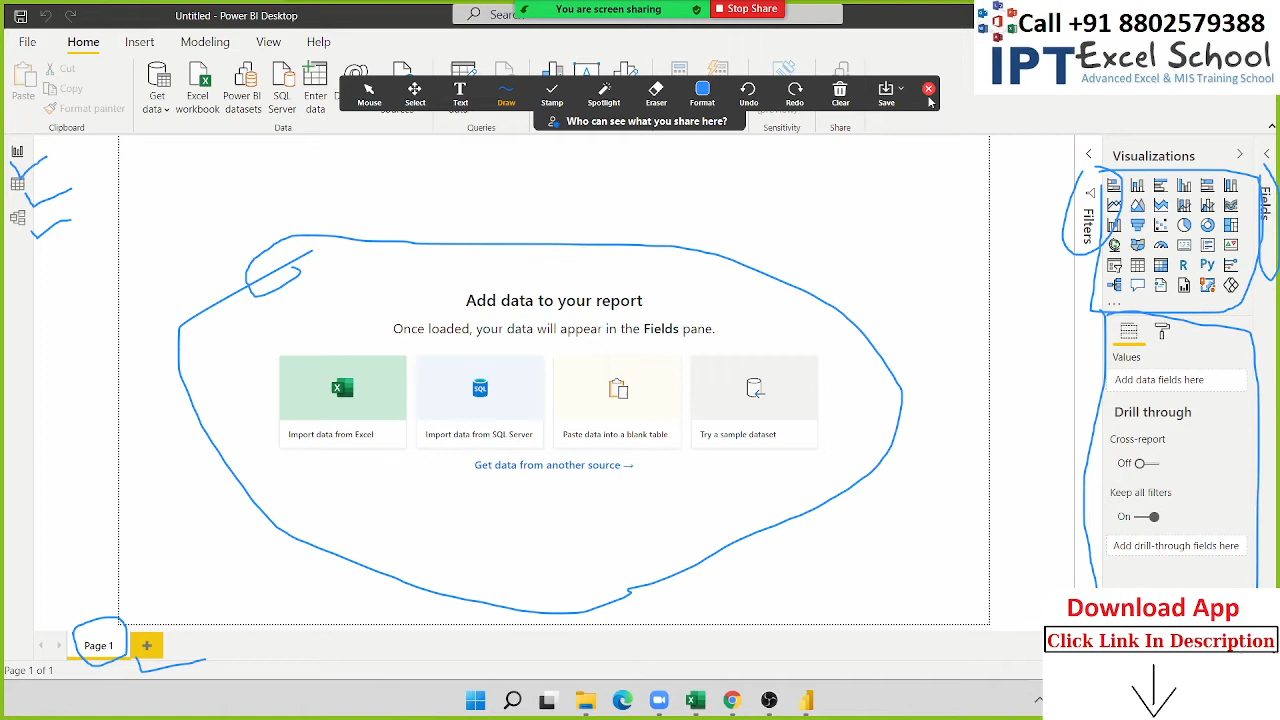 Untitled - Power BI Desktop
You are screen sharing
Stop Share
Call +91 8802579388
IPT Excel School
Advanced Excel & MIS Training School
File
Home
Insert
Modeling
View
Help
Paste
Cut
Copy
Format painter
Get data
Excel workbook
Power BI datasets
SQL Server
Enter data
Mouse
Select
Text
Draw
Stamp
Spotlight
Eraser
Format
Undo
Redo
Clear
Save
Who can see what you share here?
Clipboard
Data
Queries
Sensitivity
Share
Visualizations
Filters
Fields
R
Py
Add data to your report
Once loaded, your data will appear in the Fields pane.
SQL
Import data from Excel
Import data from SQL Server
Paste data into a blank table
Try a sample dataset
Get data from another source →
Values
Add data fields here
Drill through
Cross-report
Off
Keep all filters
On
Add drill-through fields here
Page 1
Page 1 of 1
Download App
Click Link In Description